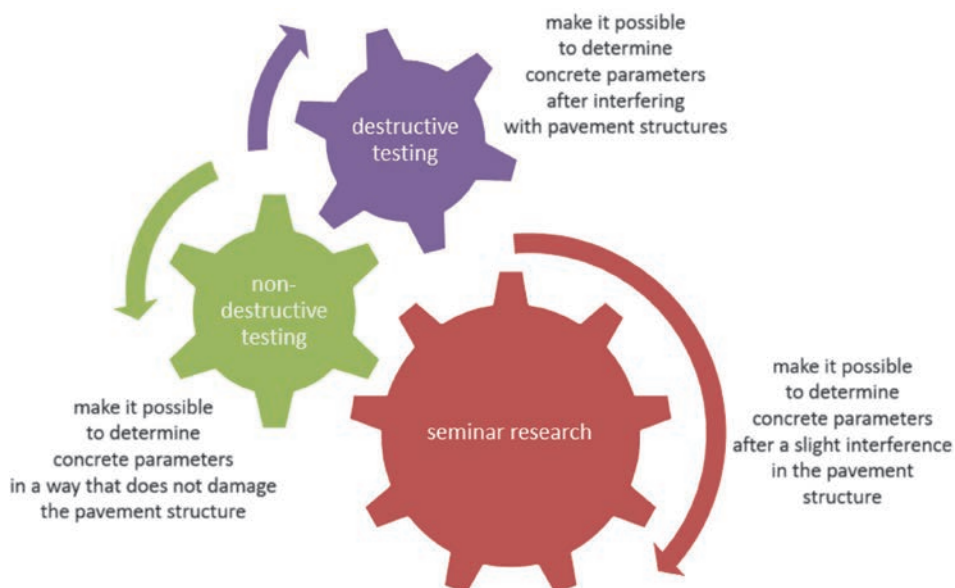 make it possible
to determine
concrete parameters
after interfering
with pavement structures
destructive
testing
non-
destructive
testing
make it possible
to determine
concrete parameters
in a way that does not damage
the pavement structure
seminar research
make it possible
to determine
concrete parameters
after a slight interference
in the pavement
structure